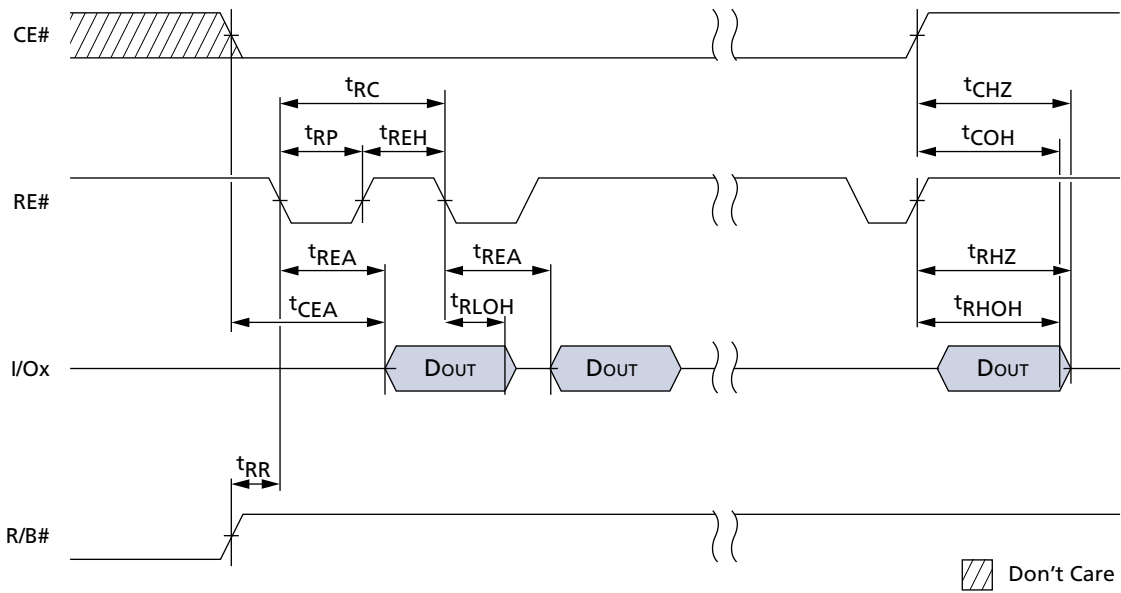 CE#
tRC
tCHZ
tRP
tREH
tCOH
RE#
tREA
tREA
tRHZ
tCEA
tRLOH
tRHOH
I/Ox
DOUT
DOUT
DOUT
tRR
R/B#
Don't Care